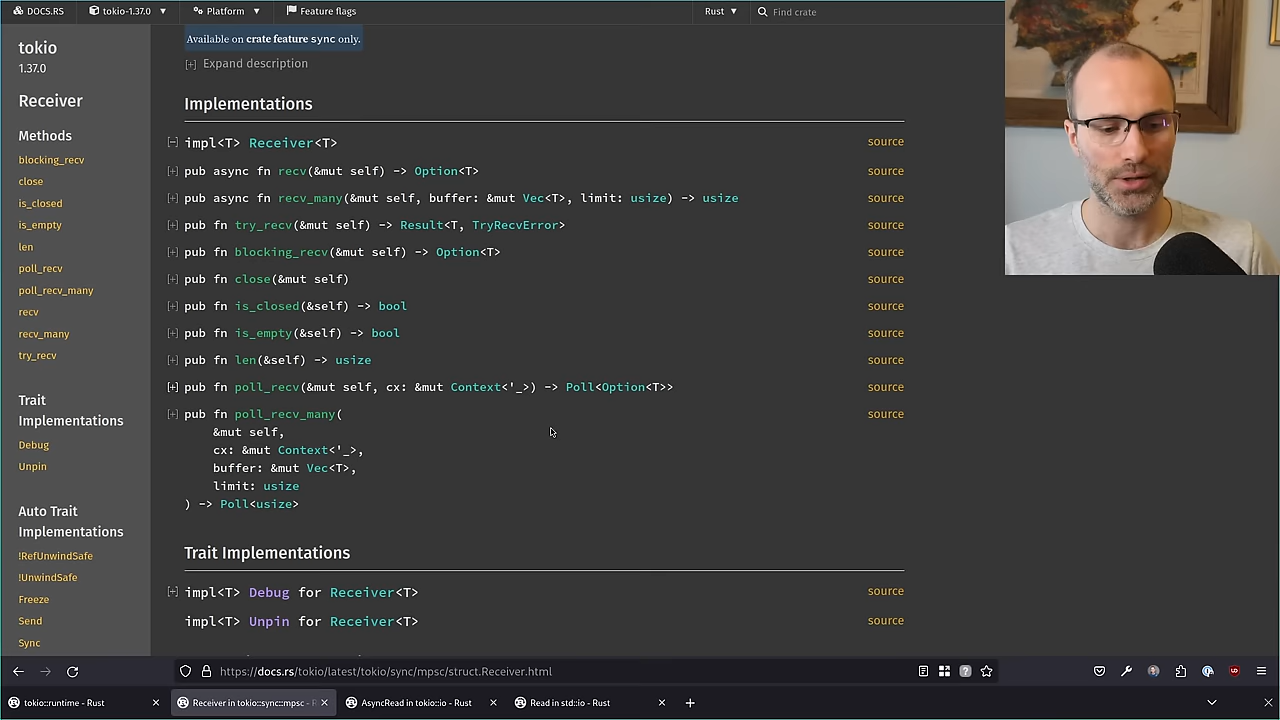 DOCS.RS
tokio-1.37.0
Platform
Feature flags
Rust
Find crate
tokio
1.37.0
Receiver
Methods
blocking_recv
close
is_closed
is_empty
len
poll_recv
poll_recv_many
recv
recv_many
try_recv
Trait
Implementations
Debug
Unpin
Auto Trait
Implementations
!RefUnwindSafe
!UnwindSafe
Freeze
Send
Sync
Available on crate feature sync only.
[+] Expand description
Implementations
[−] impl<T> Receiver<T> source
[+] pub async fn recv(&mut self) -> Option<T> source
[+] pub async fn recv_many(&mut self, buffer: &mut Vec<T>, limit: usize) -> usize source
[+] pub fn try_recv(&mut self) -> Result<T, TryRecvError> source
[+] pub fn blocking_recv(&mut self) -> Option<T> source
[+] pub fn close(&mut self) source
[+] pub fn is_closed(&self) -> bool source
[+] pub fn is_empty(&self) -> bool source
[+] pub fn len(&self) -> usize source
[+] pub fn poll_recv(&mut self, cx: &mut Context<'_>) -> Poll<Option<T>> source
[+] pub fn poll_recv_many( source
&mut self,
cx: &mut Context<'_>,
buffer: &mut Vec<T>,
limit: usize
) -> Poll<usize>
Trait Implementations
[+] impl<T> Debug for Receiver<T> source
impl<T> Unpin for Receiver<T> source
https://docs.rs/tokio/latest/tokio/sync/mpsc/struct.Receiver.html
tokio::runtime - Rust
Receiver in tokio::sync::mpsc - R
AsyncRead in tokio::io - Rust
Read in std::io - Rust